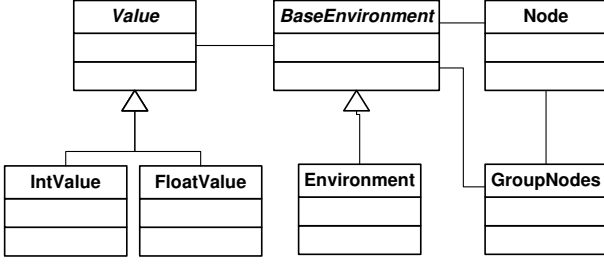 Value
BaseEnvironment
Node
IntValue
FloatValue
Environment
GroupNodes